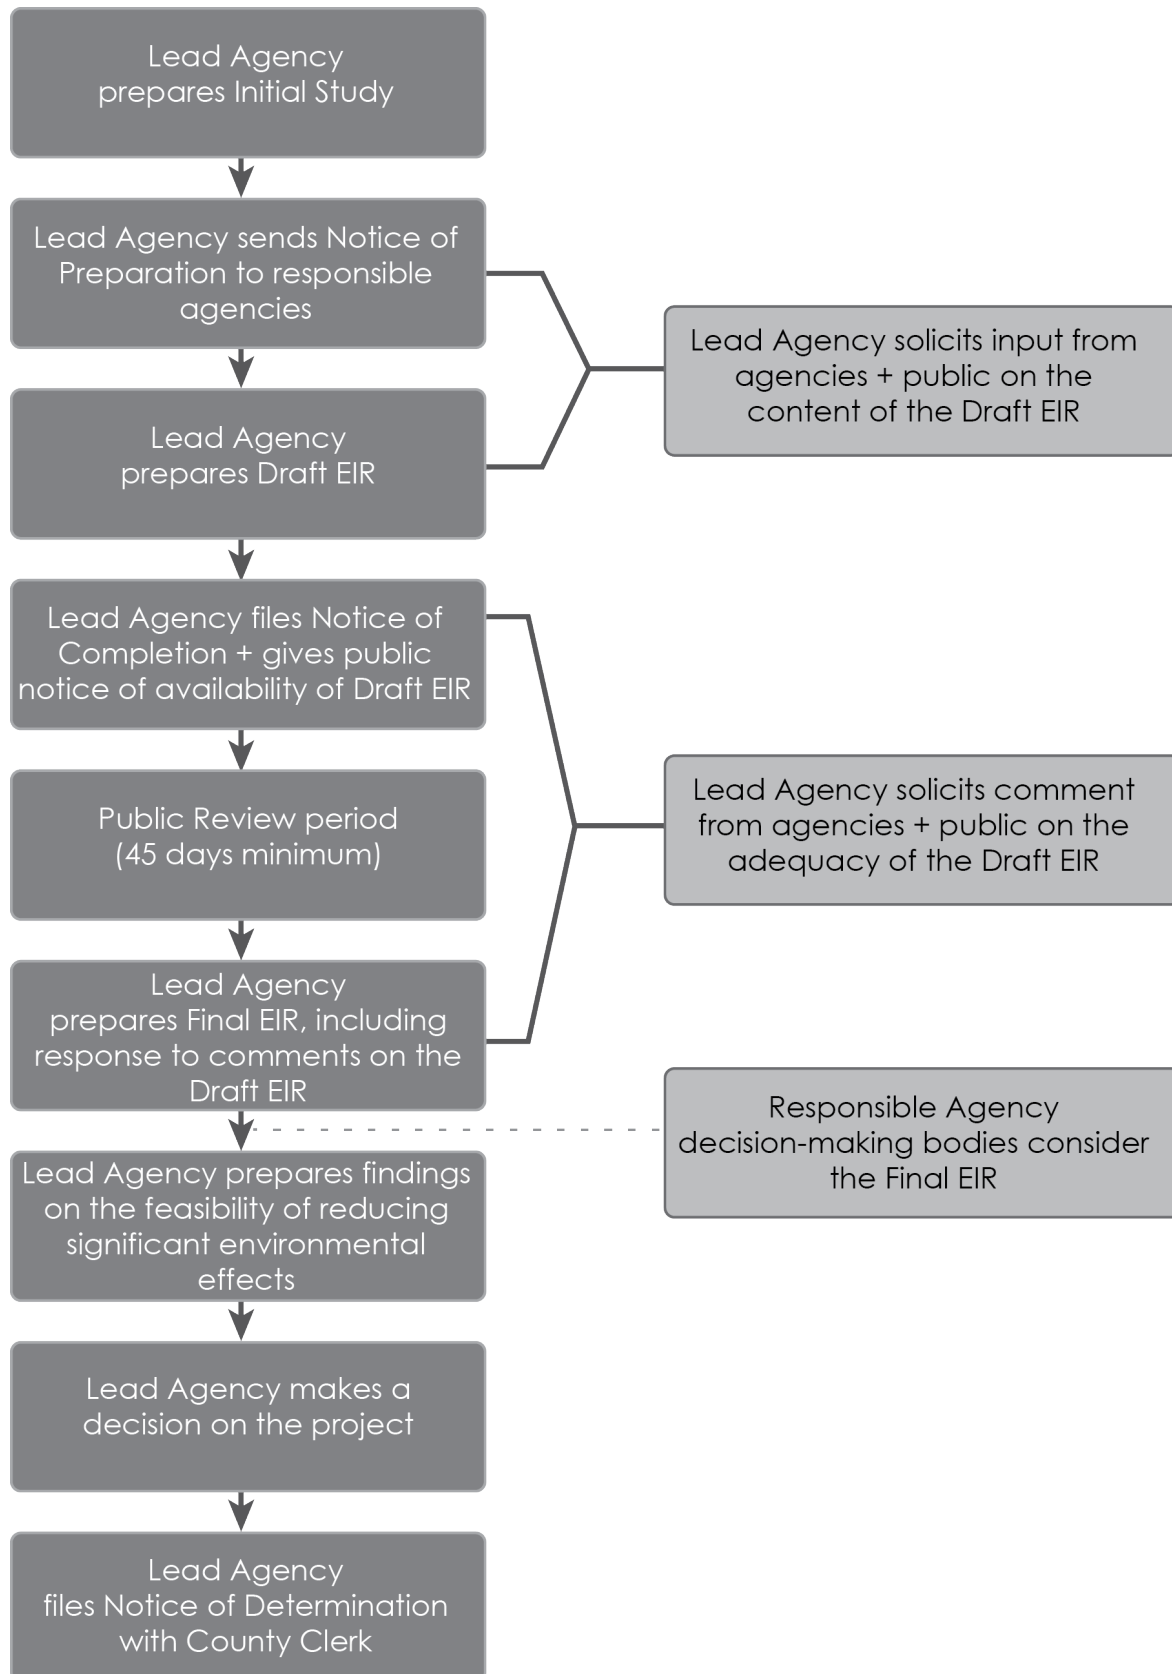 Lead Agency
prepares Initial Study
Lead Agency sends Notice of
Preparation to responsible
agencies
Lead Agency solicits input from
agencies + public on the
content of the Draft EIR
Lead Agency
prepares Draft EIR
Lead Agency files Notice of
Completion + gives public
notice of availability of Draft EIR
Public Review period
(45 days minimum)
Lead Agency solicits comment
from agencies + public on the
adequacy of the Draft EIR
Lead Agency
prepares Final EIR, including
response to comments on the
Draft EIR
Responsible Agency
decision-making bodies consider
the Final EIR
Lead Agency prepares findings
on the feasibility of reducing
significant environmental
effects
Lead Agency makes a
decision on the project
Lead Agency
files Notice of Determination
with County Clerk